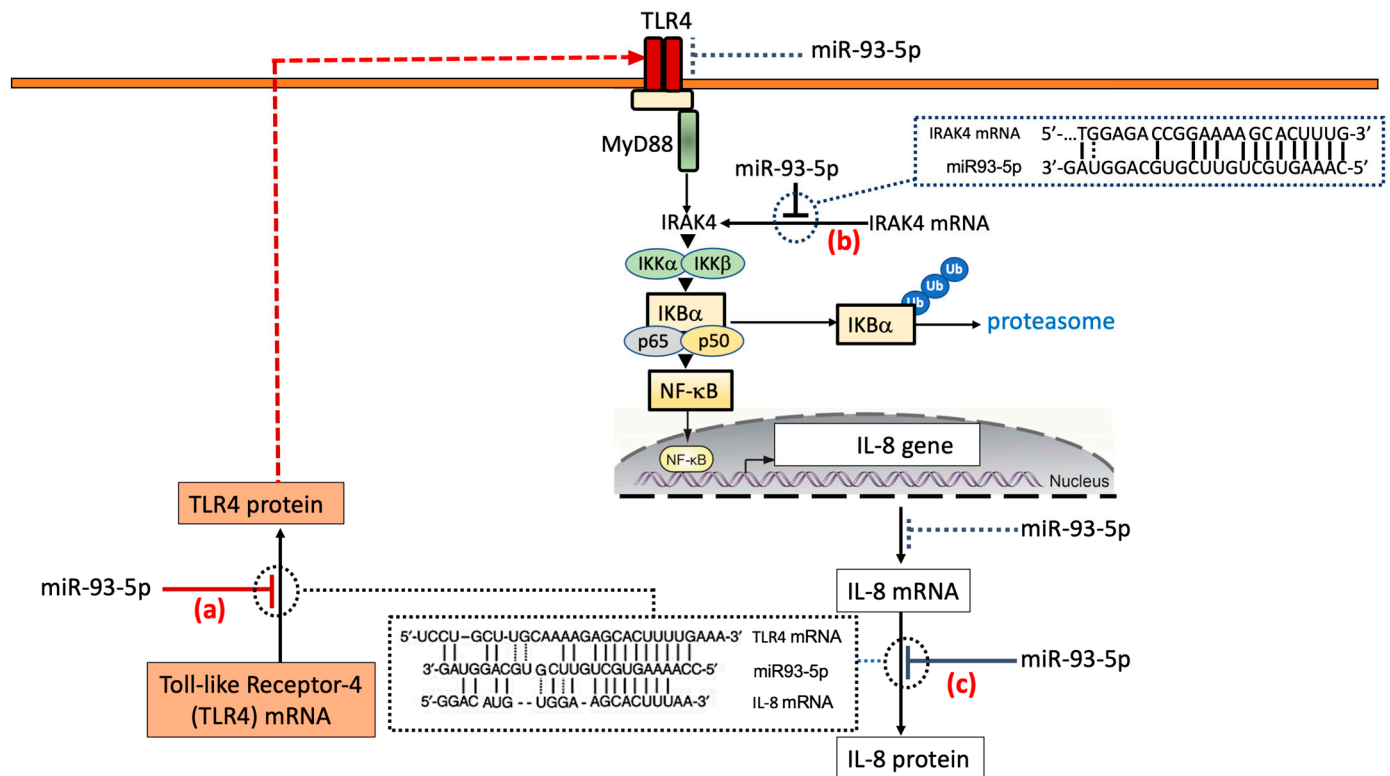 TLR4
miR-93-5p
MyD88
miR-93-5p
IRAK4 mRNA 5’-...TGGAGA CCGGAAAA GCACUUUG-3’
miR93-5p 3’-GAUGGACGUGCUUGUCGUGAAAC-5’
IRAK4
IRAK4 mRNA
(b)
IKKα IKKβ
IKBα
p65 p50
Ub
Ub
Ub
IKBα
proteasome
NF-κB
IL-8 gene
NF-κB
Nucleus
TLR4 protein
miR-93-5p
(a)
Toll-like Receptor-4
(TLR4) mRNA
5’-UCCU-GCU-UGCAAAAGAGCACUUUUGAAA-3’ TLR4 mRNA
3’-GAUGGACGU GCUUGUCGUGAAAACC-5’ miR93-5p
5’-GGAC AUG --UGGA-AGCACUUUAA-3’ IL-8 mRNA
miR-93-5p
IL-8 mRNA
miR-93-5p
(c)
IL-8 protein